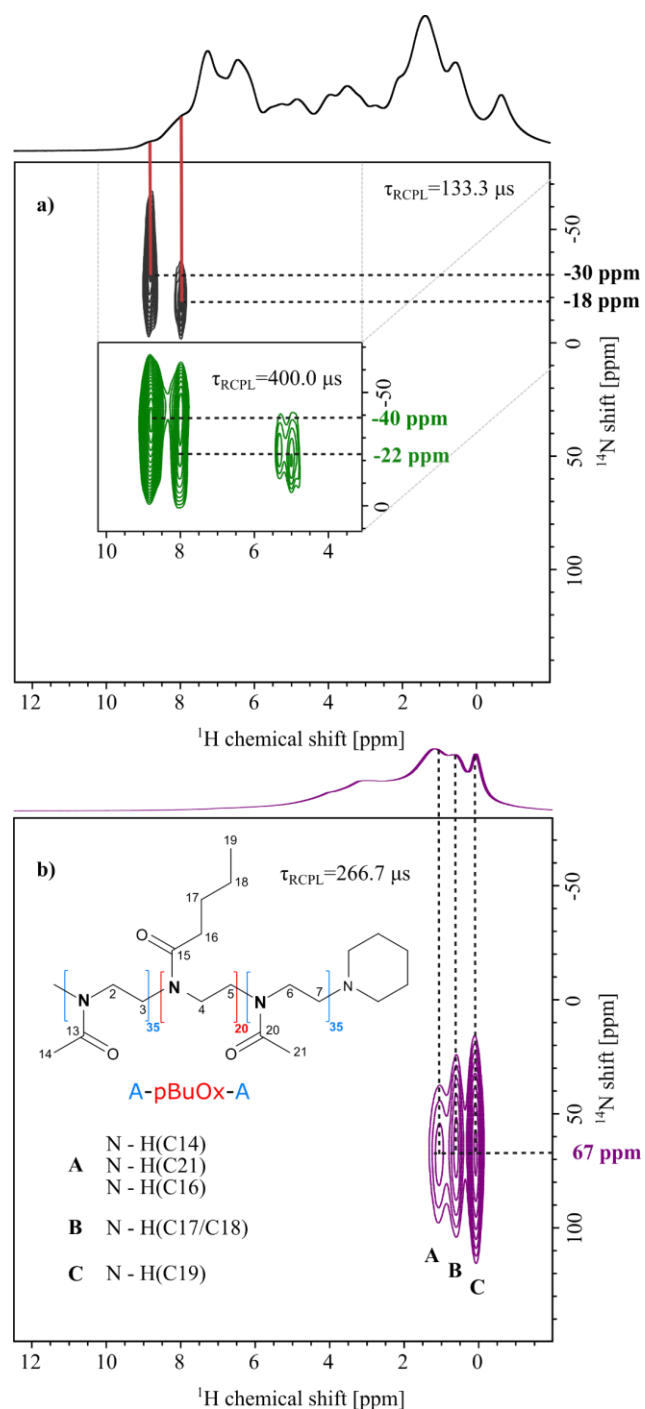 a)
τRCPL=133.3 μs
-50
-30 ppm
-18 ppm
0
50
100
¹⁴N shift [ppm]
τRCPL=400.0 μs
-50
-40 ppm
-22 ppm
0
10 8 6 4
12 10 8 6 4 2 0
¹H chemical shift [ppm]
b)
τRCPL=266.7 μs
19
18
17
16
O
15
N N N N
2 3 4 5 6 7
35 20 35
13 20
14 O O 21
A-pBuOx-A
N - H(C14)
A N - H(C21)
N - H(C16)
B N - H(C17/C18)
C N - H(C19)
A
B
C
-50
0
50
67 ppm
100
¹⁴N shift [ppm]
12 10 8 6 4 2 0
¹H chemical shift [ppm]